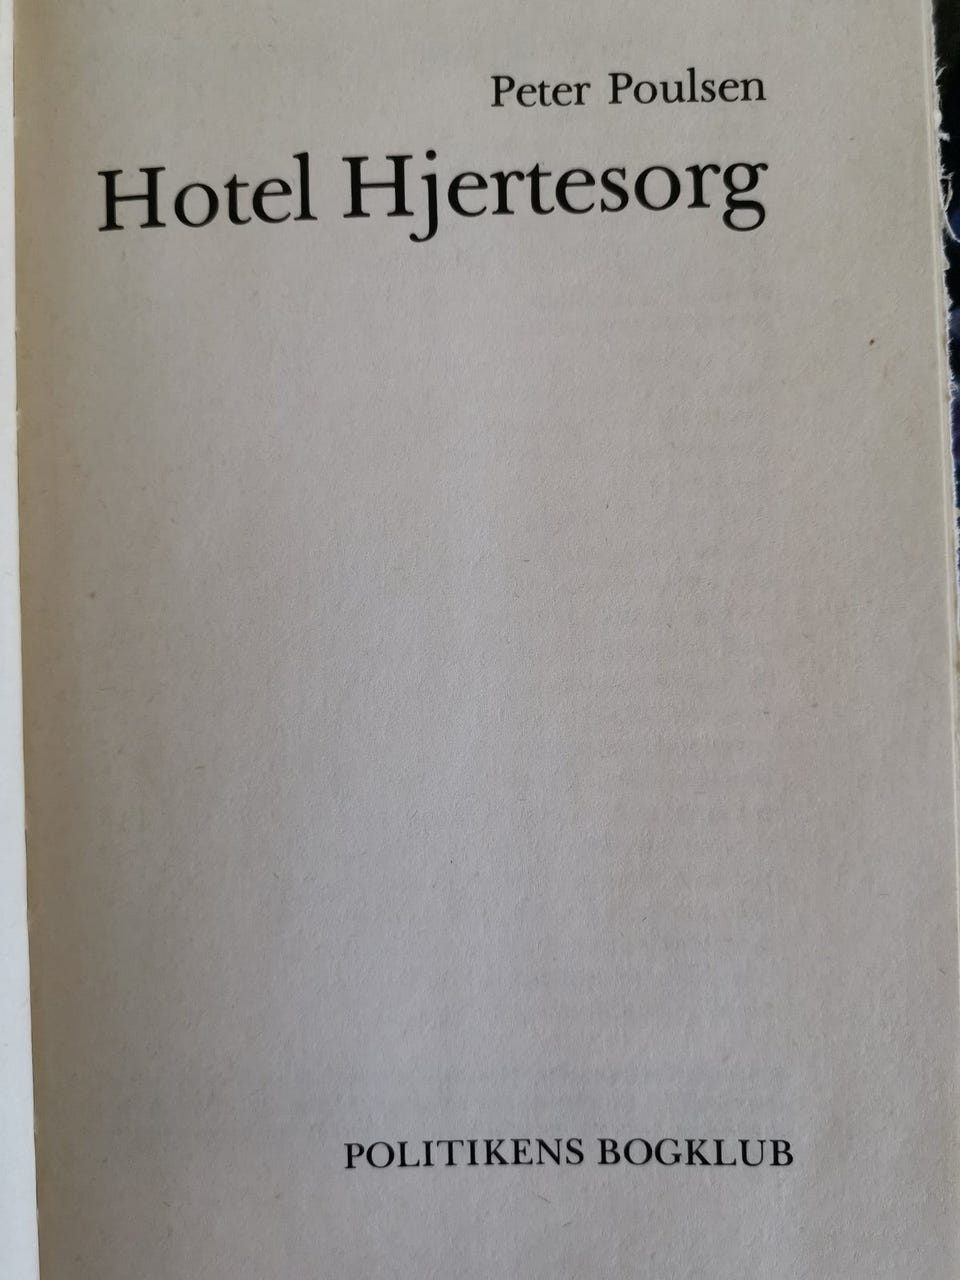 Peter Poulsen
Hotel Hjertesorg
POLITIKENS BOGKLUB